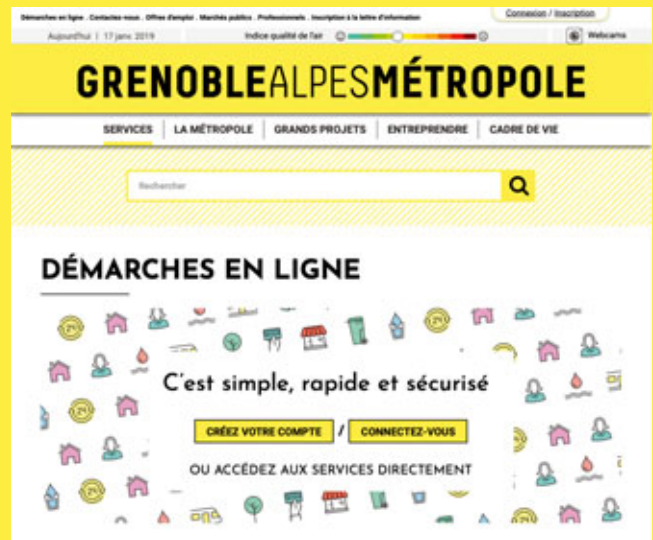 Démarches en ligne . Contactez-nous . Offres d'emploi . Marchés publics . Professionnels . Inscription à la lettre d'information
Connexion / Inscription
Aujourd'hui | 17 janv. 2019
Indice qualité de l'air
Webcams
GRENOBLEALPESMÉTROPOLE
SERVICES | LA MÉTROPOLE | GRANDS PROJETS | ENTREPRENDRE | CADRE DE VIE
Rechercher
DÉMARCHES EN LIGNE
C'est simple, rapide et sécurisé
CRÉEZ VOTRE COMPTE / CONNECTEZ-VOUS
OU ACCÉDEZ AUX SERVICES DIRECTEMENT